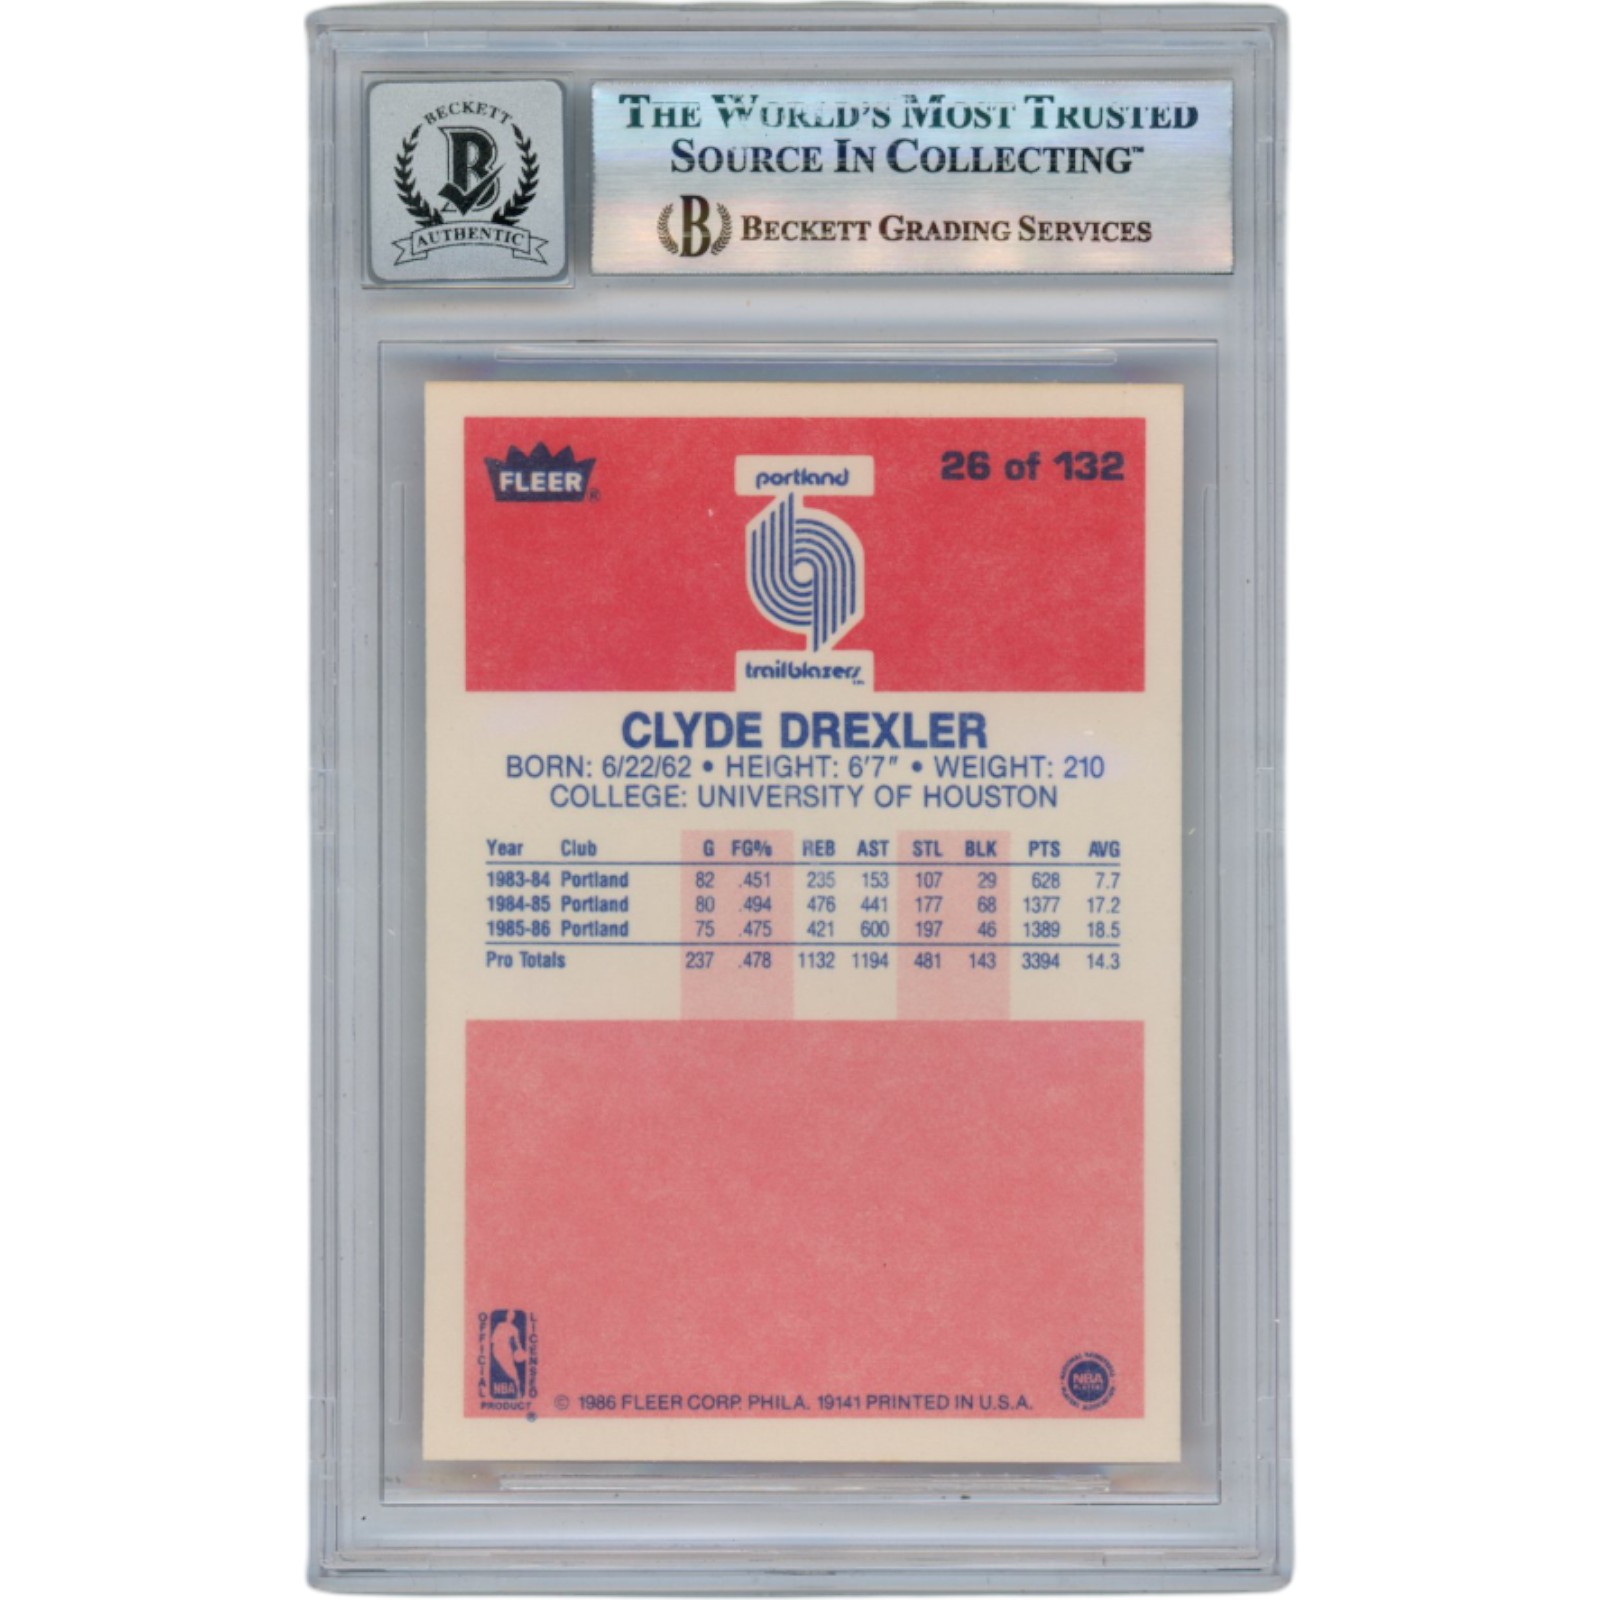 BECKETT
B
AUTHENTIC
THE WORLD'S MOST TRUSTED
SOURCE IN COLLECTING™
B BECKETT GRADING SERVICES
FLEER®
26 of 132
portland
trailblazers
CLYDE DREXLER
BORN: 6/22/62 • HEIGHT: 6'7" • WEIGHT: 210
COLLEGE: UNIVERSITY OF HOUSTON
Year Club G FG% REB AST STL BLK PTS AVG
1983-84 Portland 82 .451 235 153 107 29 628 7.7
1984-85 Portland 80 .494 476 441 177 68 1377 17.2
1985-86 Portland 75 .475 421 600 197 46 1389 18.5
Pro Totals 237 .478 1132 1194 481 143 3394 14.3
OFFICIAL
LICENSED
NBA
PRODUCT®
© 1986 FLEER CORP. PHILA. 19141 PRINTED IN U.S.A.
NBA
PLAYERS